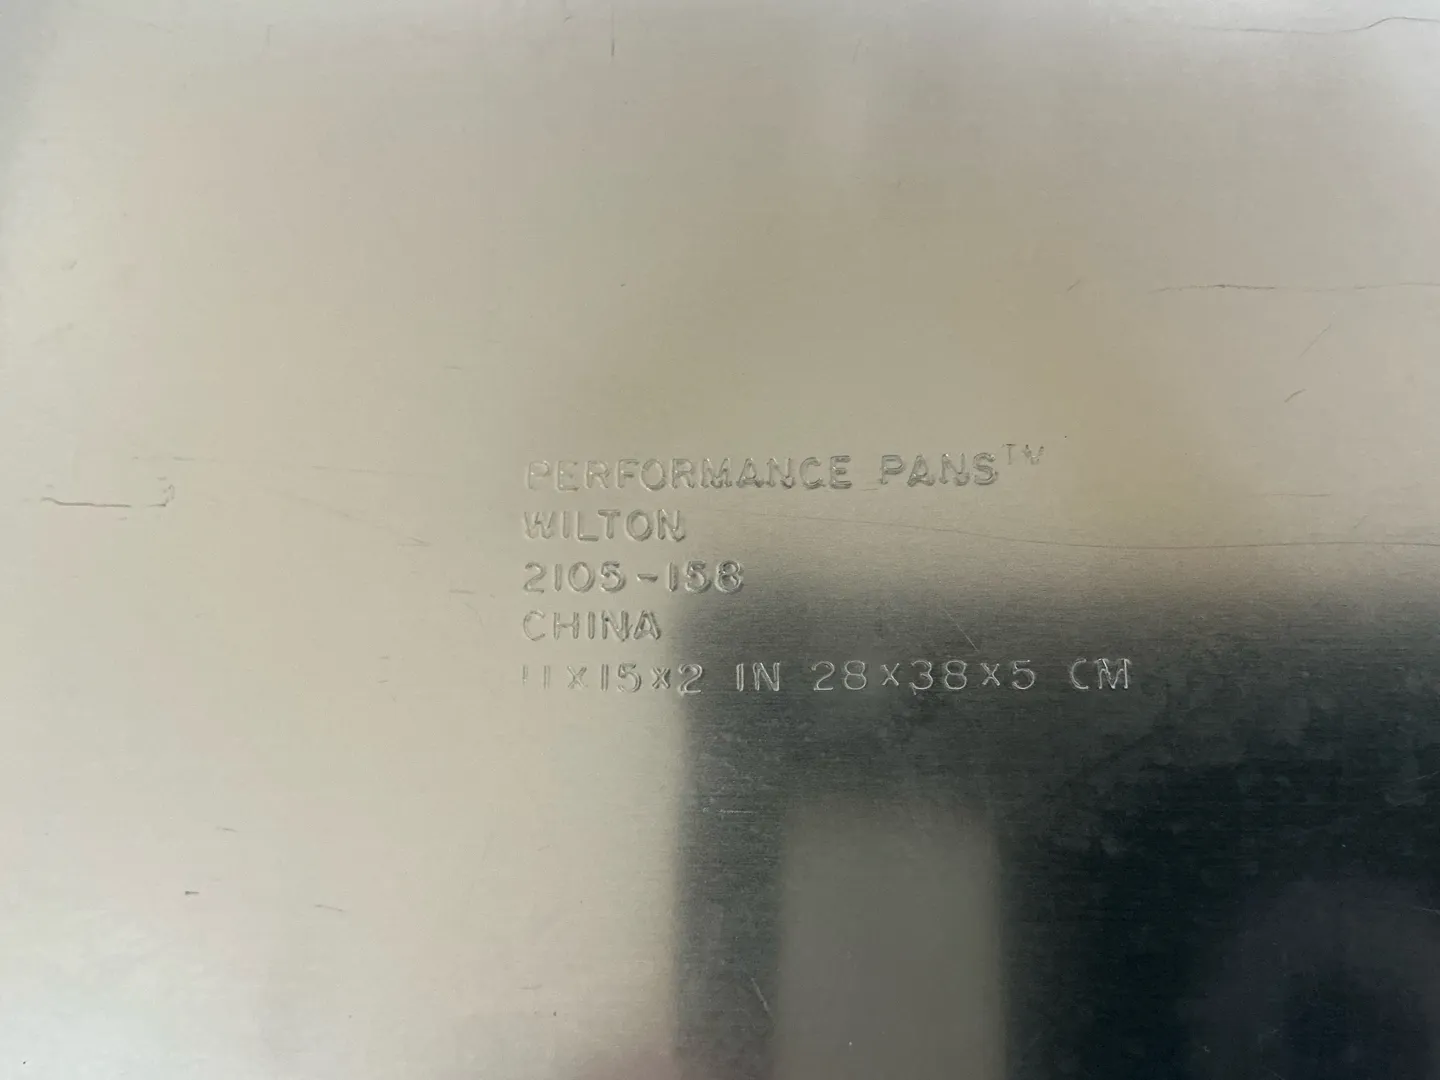 PERFORMANCE PANS™
WILTON
2105-158
CHINA
11x15x2 IN 28x38x5 CM